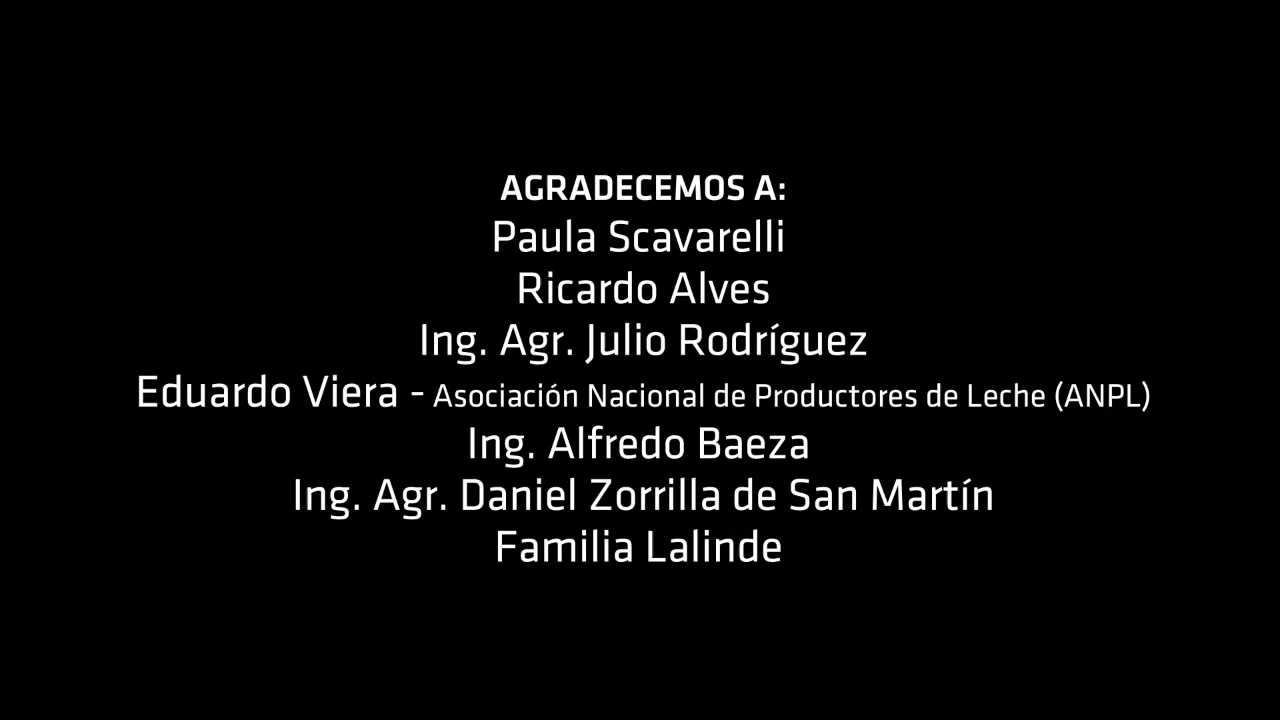 AGRADECEMOS A:
Paula Scavarelli
Ricardo Alves
Ing. Agr. Julio Rodríguez
Eduardo Viera - Asociación Nacional de Productores de Leche (ANPL)
Ing. Alfredo Baeza
Ing. Agr. Daniel Zorrilla de San Martín
Familia Lalinde